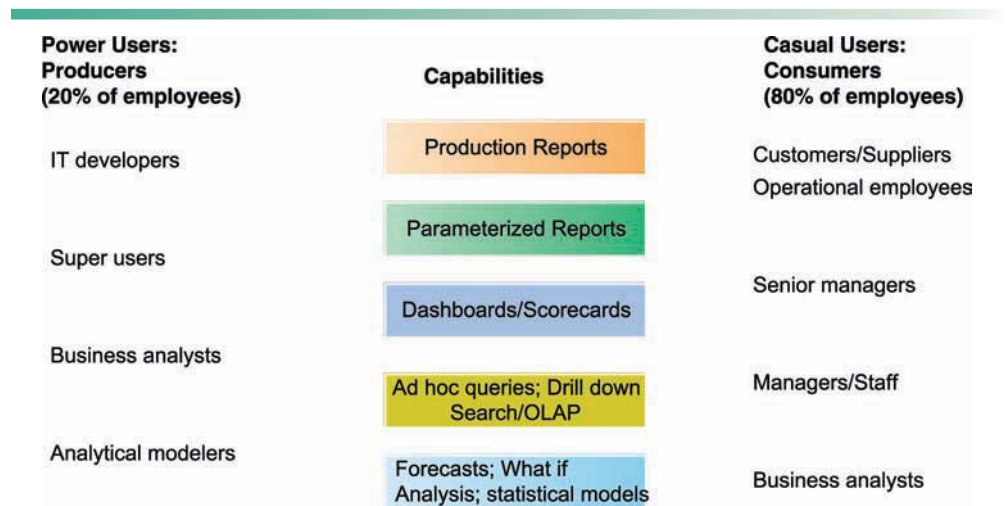 Power Users:
Producers
(20% of employees)
IT developers
Super users
Business analysts
Analytical modelers
Capabilities
Production Reports
Parameterized Reports
Dashboards/Scorecards
Ad hoc queries; Drill down
Search/OLAP
Forecasts; What if
Analysis; statistical models
Casual Users:
Consumers
(80% of employees)
Customers/Suppliers
Operational employees
Senior managers
Managers/Staff
Business analysts